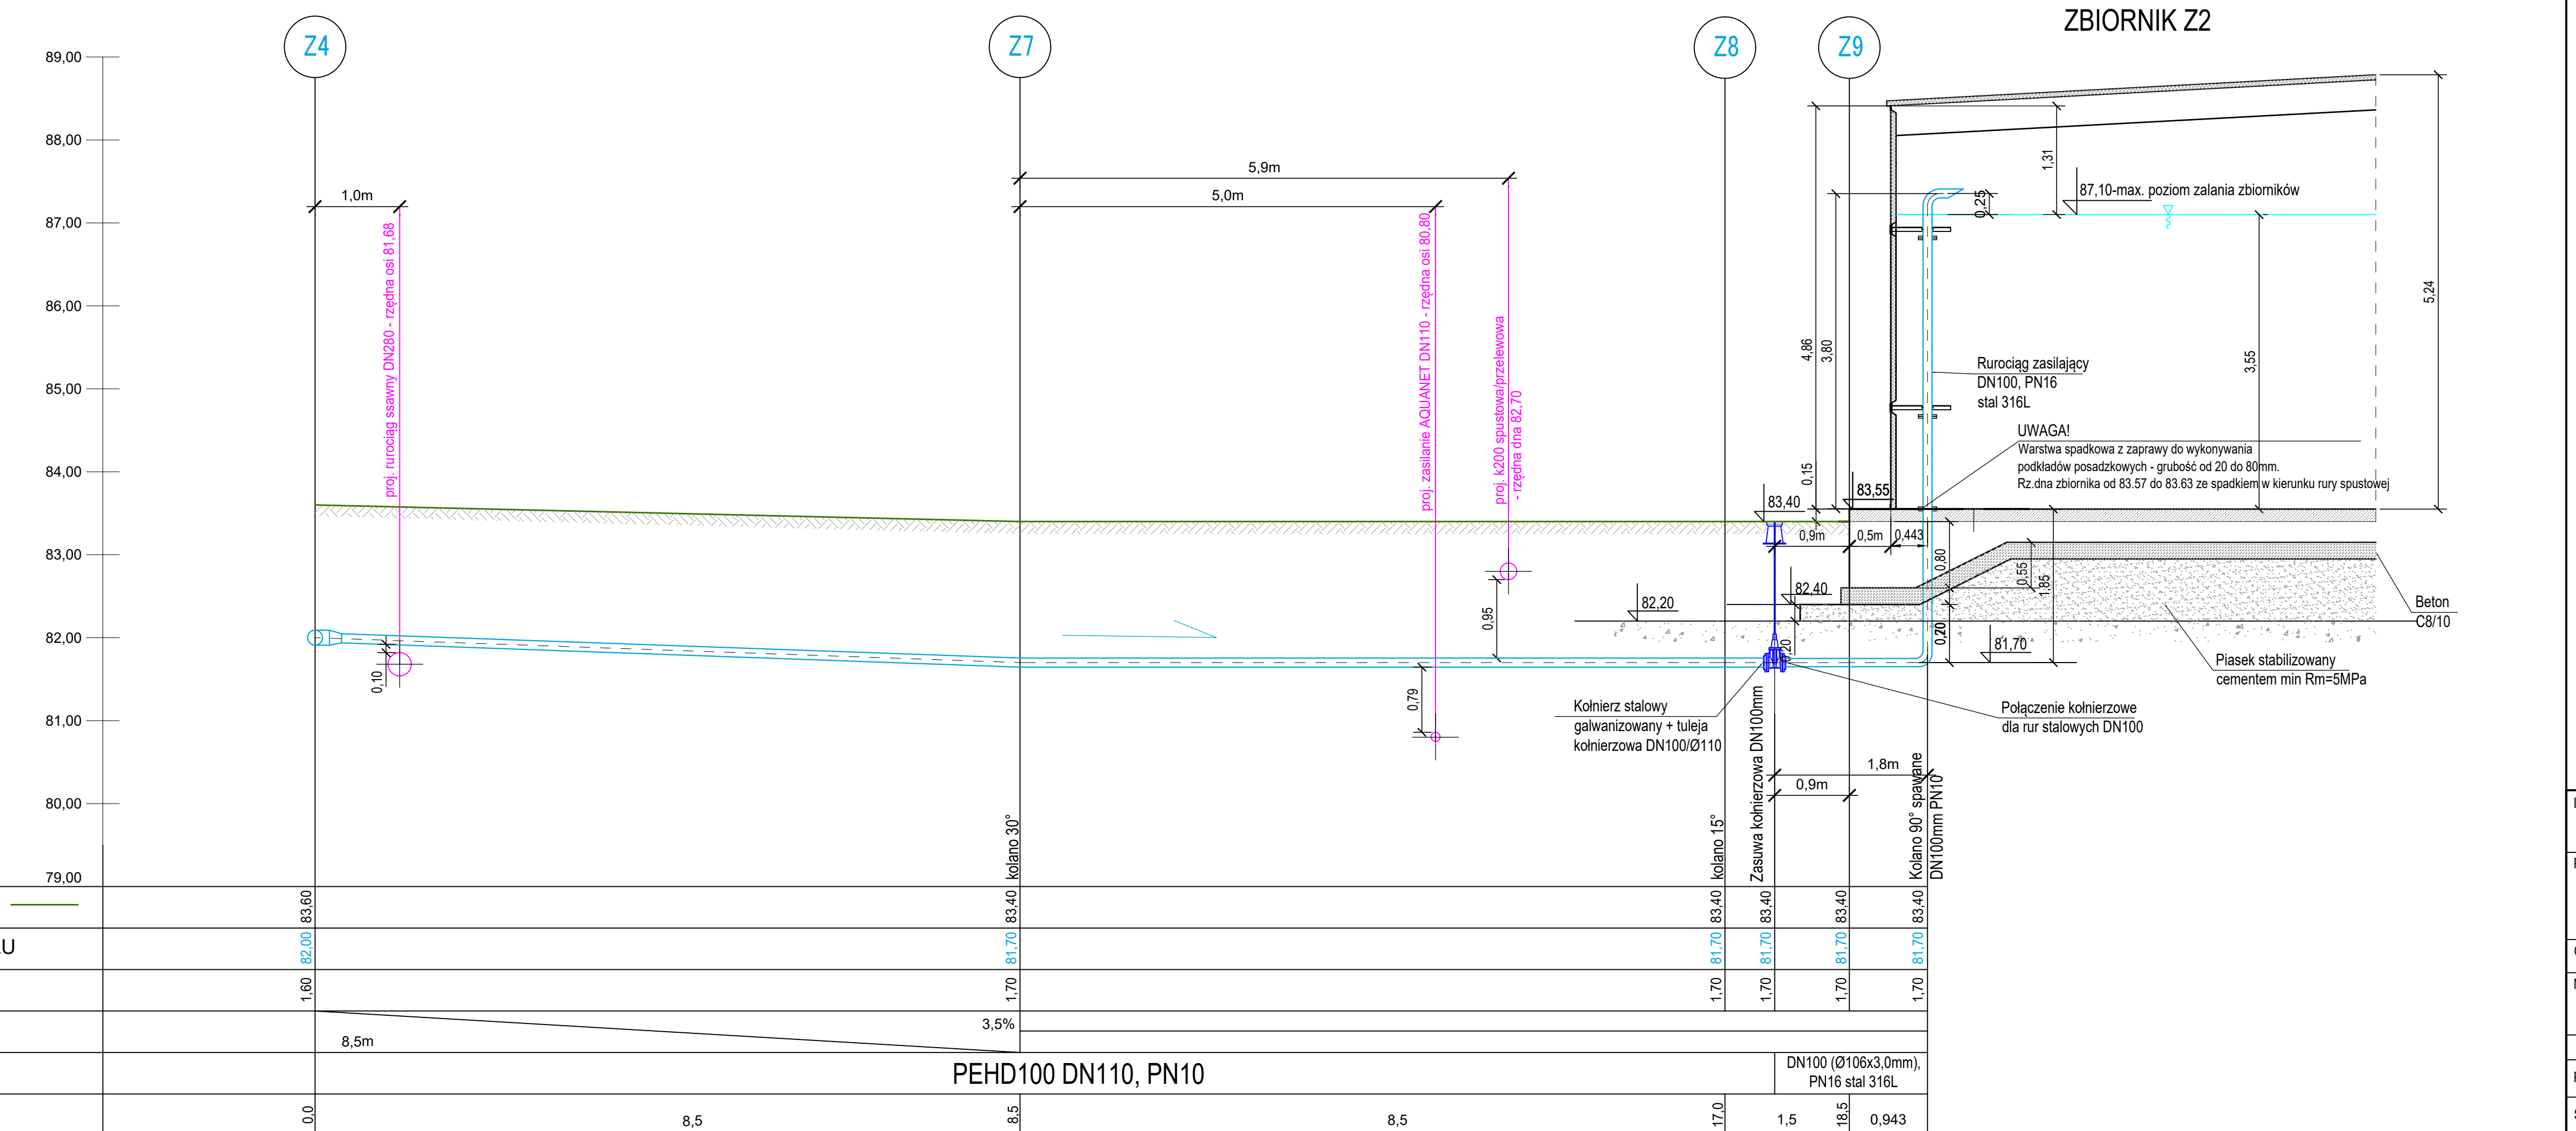 ZBIORNIK Z2
Z4
Z7
Z8
Z9
89,00
88,00
87,00
86,00
85,00
84,00
83,00
82,00
81,00
80,00
79,00
1,0m
5,9m
5,0m
proj. rurociąg ssawny DN280 - rzędna osi 81,68
proj. zasilanie AQUANET DN110 - rzędna osi 80,80
proj. k200 spustowa/przelewowa
- rzędna dna 82,70
1,31
0,25
87,10-max. poziom zalania zbiorników
4,86
3,80
3,55
5,24
Rurociąg zasilający
DN100, PN16
stal 316L
UWAGA!
Warstwa spadkowa z zaprawy do wykonywania
podkładów posadzkowych - grubość od 20 do 80mm.
Rz.dna zbiornika od 83.57 do 83.63 ze spadkiem w kierunku rury spustowej
0,15
83,55
83,40
0,9m
0,5m
0,443
0,80
0,55
1,85
82,40
82,20
0,95
0,20
0,70
81,70
0,10
0,79
Beton
C8/10
Piasek stabilizowany
cementem min Rm=5MPa
Kołnierz stalowy
galwanizowany + tuleja
kołnierzowa DN100/Ø110
Połączenie kołnierzowe
dla rur stalowych DN100
1,8m
0,9m
kolano 30°
kolano 15°
Zasuwa kołnierzowa DN100mm
Kolano 90° spawane
DN100mm PN10
83,60
83,40
83,40
83,40
83,40
83,40
82,00
81,70
81,70
81,70
81,70
81,70
1,60
1,70
1,70
1,70
1,70
1,70
3,5%
8,5m
PEHD100 DN110, PN10
DN100 (Ø106x3,0mm),
PN16 stal 316L
0,0
8,5
8,5
8,5
17,0
1,5
18,5
0,943